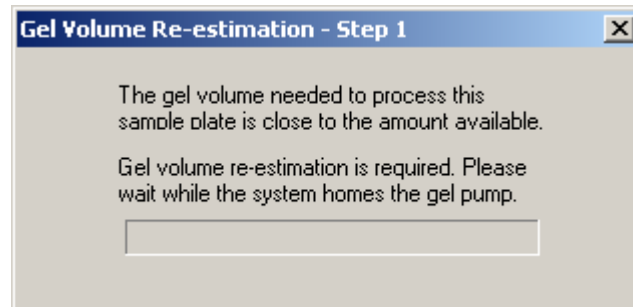 Gel Volume Re-estimation - Step 1
The gel volume needed to process this
sample plate is close to the amount available.
Gel volume re-estimation is required. Please
wait while the system homes the gel pump.